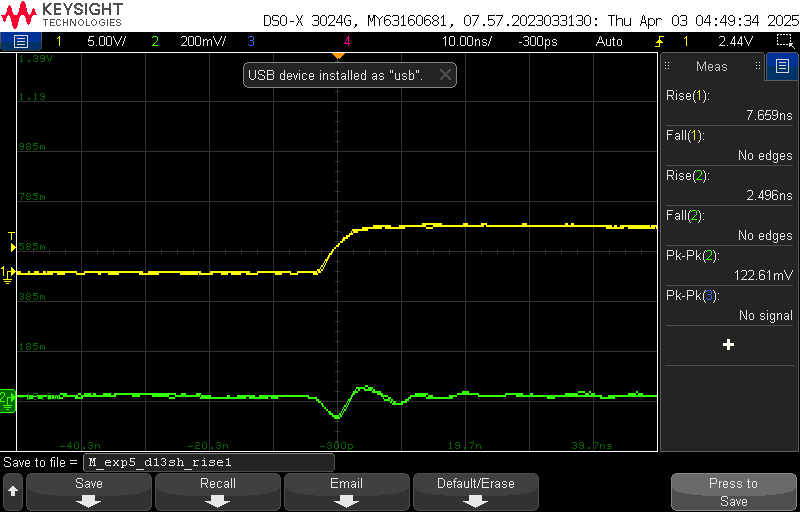 KEYSIGHT
TECHNOLOGIES
DSO-X 3024G, MY63160681, 07.57.2023033130: Thu Apr 03 04:49:34 2025
1 5.00V/ 2 200mV/ 3 4 10.00ns/ -300ps Auto 1 2.44V
1.39V
USB device installed as "usb".
Meas
1.19
Rise(1):
7.659ns
Fall(1):
No edges
985m
Rise(2):
2.496ns
785m
Fall(2):
No edges
T
585m
Pk-Pk(2):
122.61mV
1
385m
Pk-Pk(3):
No signal
185m
2
-40.3n -20.3n -300p 19.7n 39.7ns
Save to file = M_exp5_d13sh_rise1
Save Recall Email Default/Erase Press to
Save